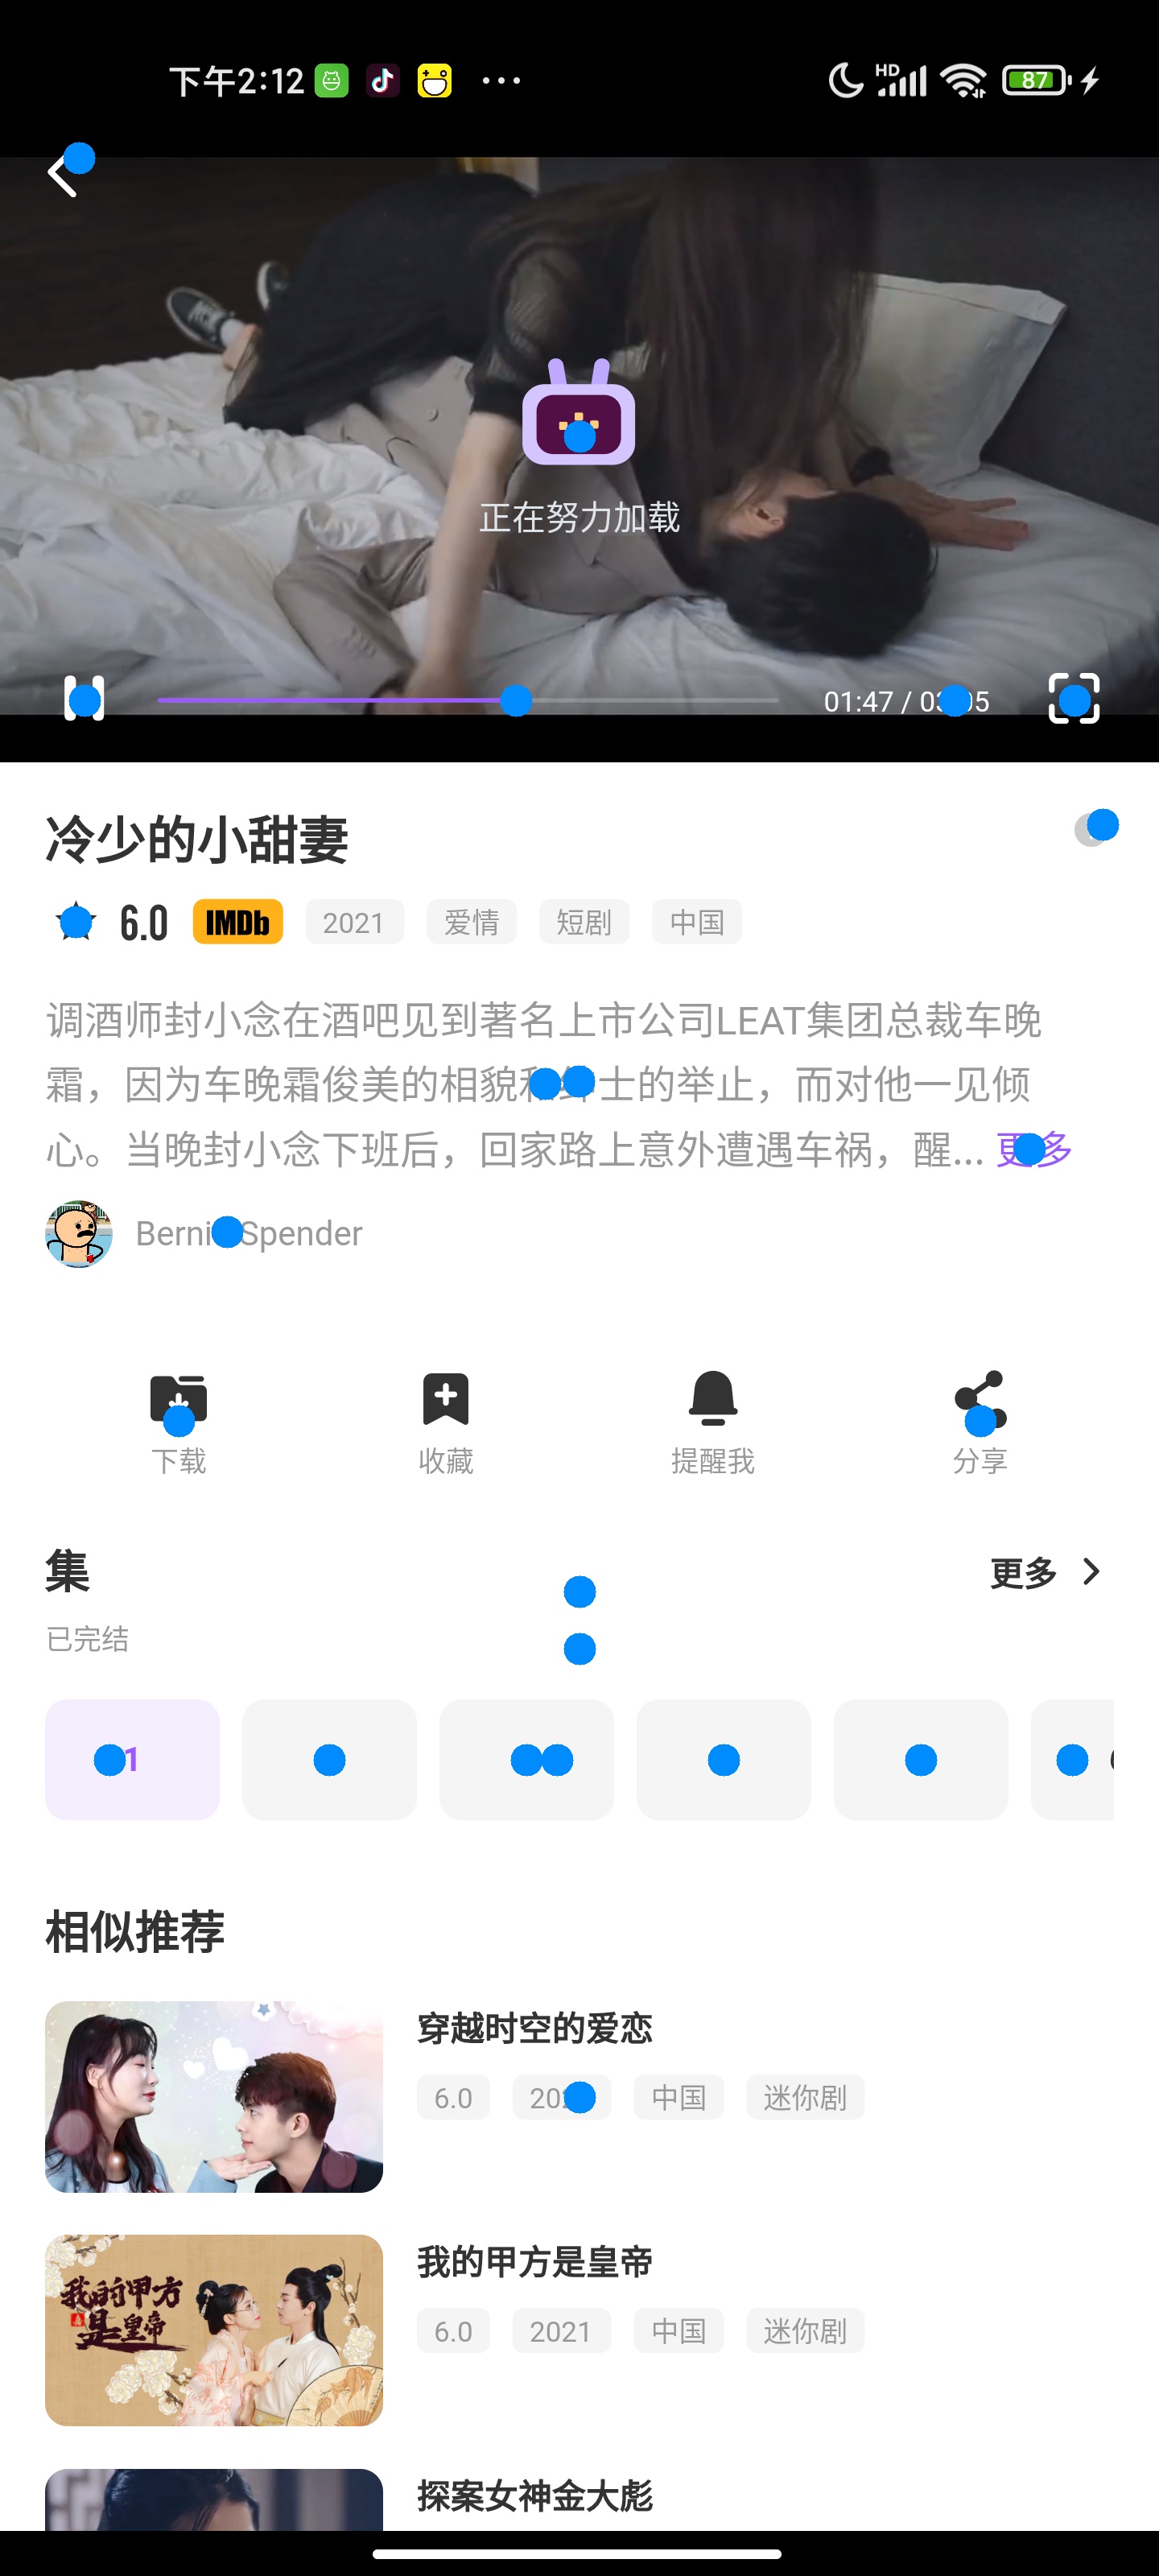 下午2:12
HD
87
正在努力加载
01:47 / 03:05
冷少的小甜妻
6.0 IMDb 2021 爱情 短剧 中国
调酒师封小念在酒吧见到著名上市公司LEAT集团总裁车晚
霜，因为车晚霜俊美的相貌和绅士的举止，而对他一见倾
心。当晚封小念下班后，回家路上意外遭遇车祸，醒... 更多
Spender
下载 收藏 提醒我 分享
集 更多
已完结
1
相似推荐
穿越时空的爱恋
6.0 中国 迷你剧
我的甲方是皇帝
我的甲方
是皇帝
6.0 2021 中国 迷你剧
探案女神金大彪